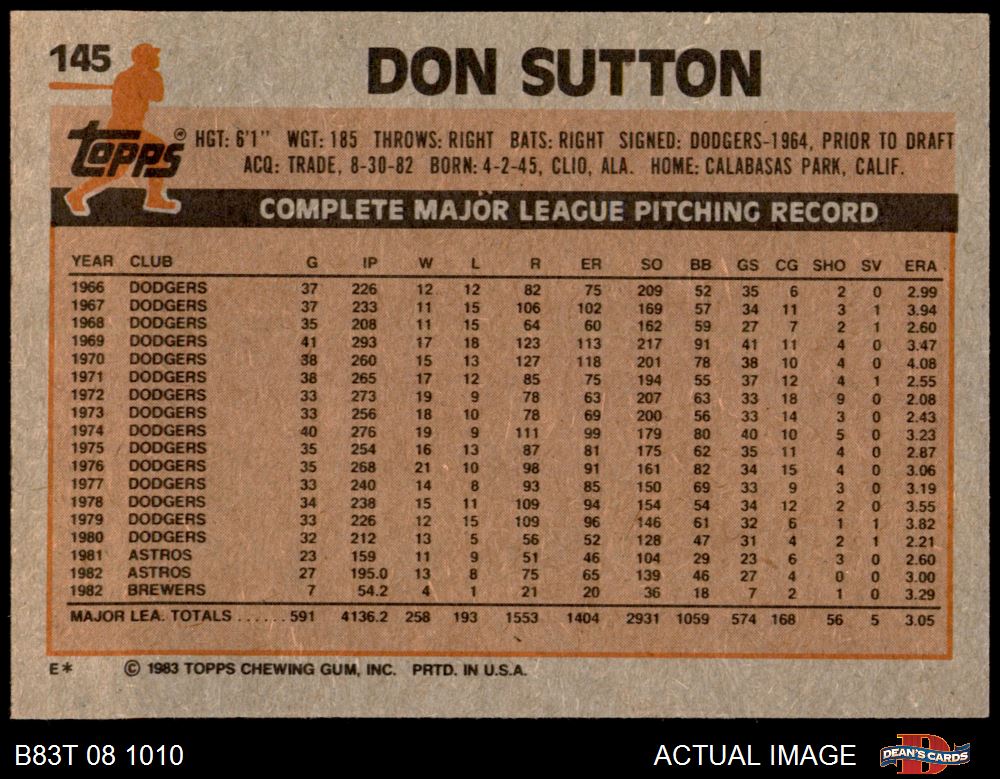 145 DON SUTTON
topps ® HGT: 6'1" WGT: 185 THROWS: RIGHT BATS: RIGHT SIGNED: DODGERS-1964, PRIOR TO DRAFT
ACQ: TRADE, 8-30-82 BORN: 4-2-45, CLIO, ALA. HOME: CALABASAS PARK, CALIF.
COMPLETE MAJOR LEAGUE PITCHING RECORD
YEAR CLUB G IP W L R ER SO BB GS CG SHO SV ERA
1966 DODGERS 37 226 12 12 82 75 209 52 35 6 2 0 2.99
1967 DODGERS 37 233 11 15 106 102 169 57 34 11 3 1 3.94
1968 DODGERS 35 208 11 15 64 60 162 59 27 7 2 1 2.60
1969 DODGERS 41 293 17 18 123 113 217 91 41 11 4 0 3.47
1970 DODGERS 38 260 15 13 127 118 201 78 38 10 4 0 4.08
1971 DODGERS 38 265 17 12 85 75 194 55 37 12 4 1 2.55
1972 DODGERS 33 273 19 9 78 63 207 63 33 18 9 0 2.08
1973 DODGERS 33 256 18 10 78 69 200 56 33 14 3 0 2.43
1974 DODGERS 40 276 19 9 111 99 179 80 40 10 5 0 3.23
1975 DODGERS 35 254 16 13 87 81 175 62 35 11 4 0 2.87
1976 DODGERS 35 268 21 10 98 91 161 82 34 15 4 0 3.06
1977 DODGERS 33 240 14 8 93 85 150 69 33 9 3 0 3.19
1978 DODGERS 34 238 15 11 109 94 154 54 34 12 2 0 3.55
1979 DODGERS 33 226 12 15 109 96 146 61 32 6 1 1 3.82
1980 DODGERS 32 212 13 5 56 52 128 47 31 4 2 1 2.21
1981 ASTROS 23 159 11 9 51 46 104 29 23 6 3 0 2.60
1982 ASTROS 27 195.0 13 8 75 65 139 46 27 4 0 0 3.00
1982 BREWERS 7 54.2 4 1 21 20 36 18 7 2 1 0 3.29
MAJOR LEA. TOTALS ...... 591 4136.2 258 193 1553 1404 2931 1059 574 168 56 5 3.05
E* © 1983 TOPPS CHEWING GUM, INC. PRTD. IN U.S.A.
B83T 08 1010 ACTUAL IMAGE DEAN'S CARDS